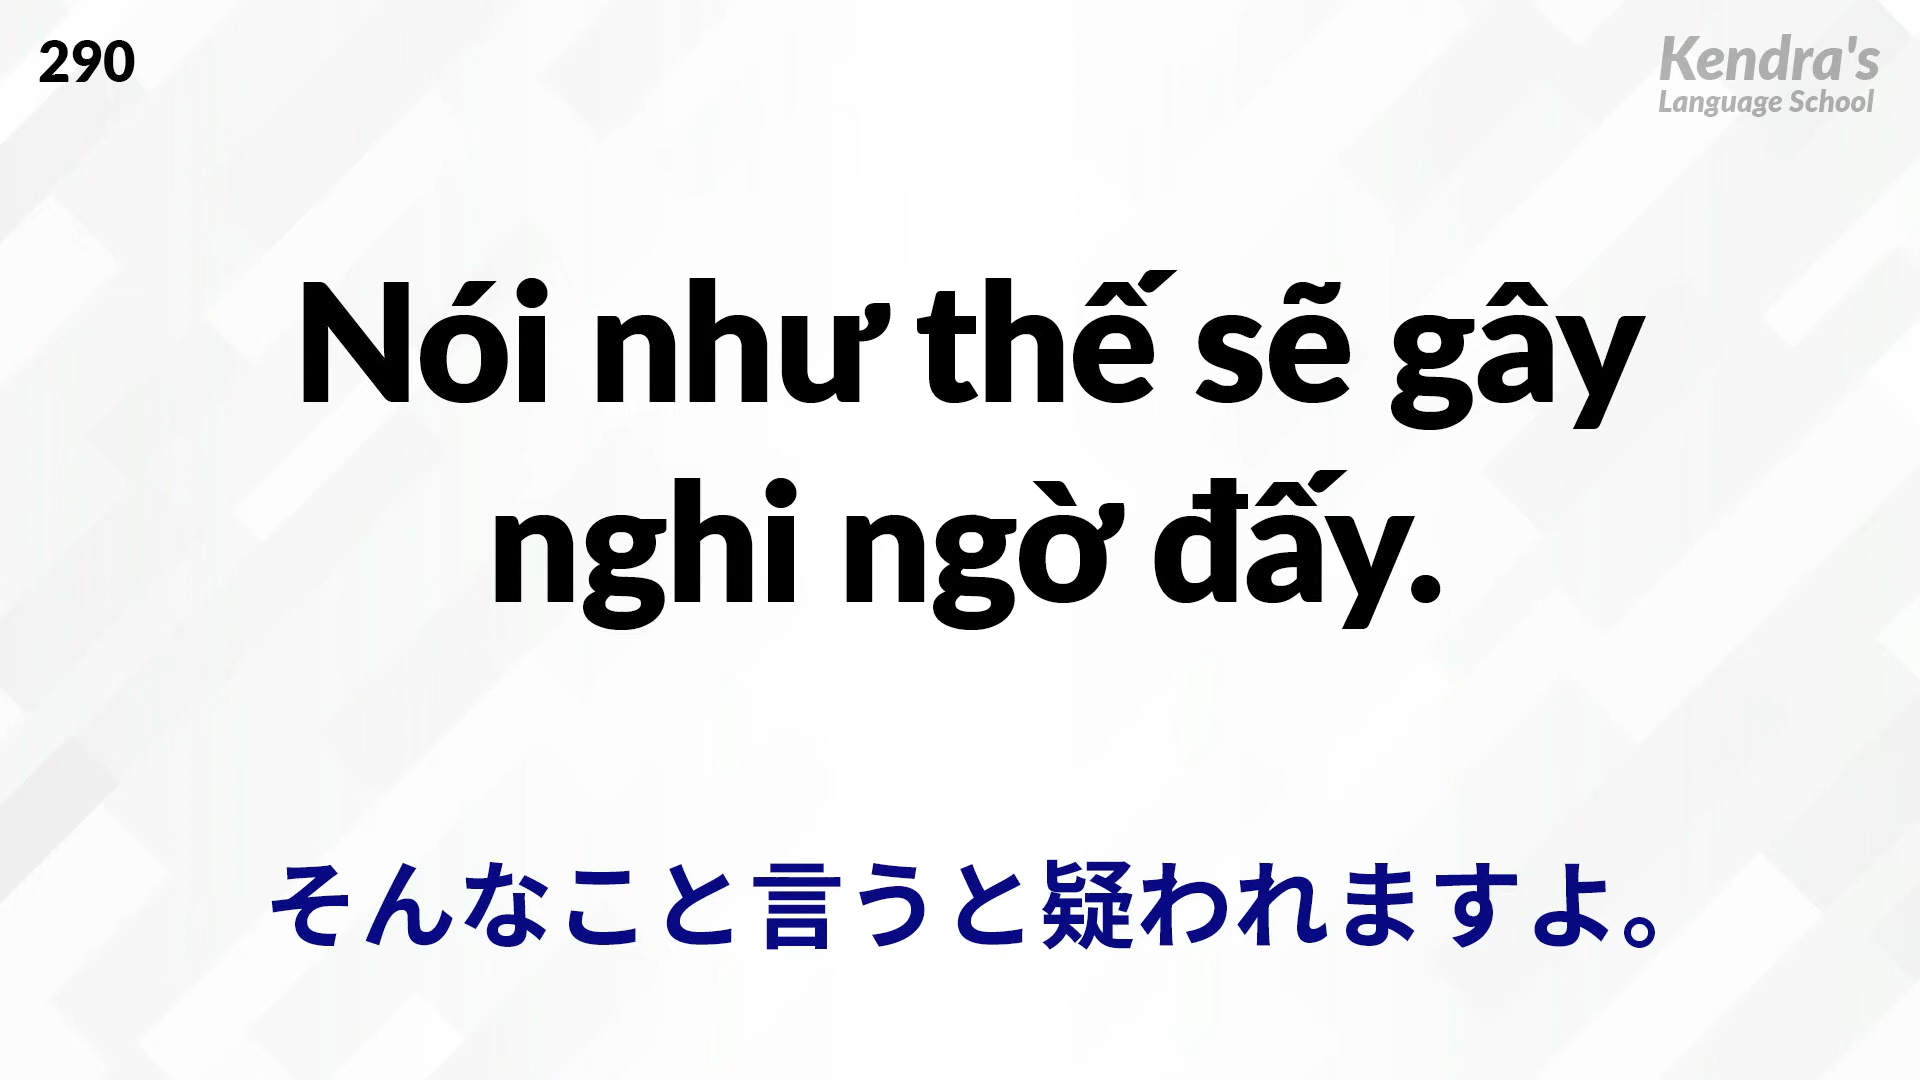 290
Kendra's
Language School
Nói như thế sẽ gây
nghi ngờ đấy.
そんなこと言うと疑われますよ。